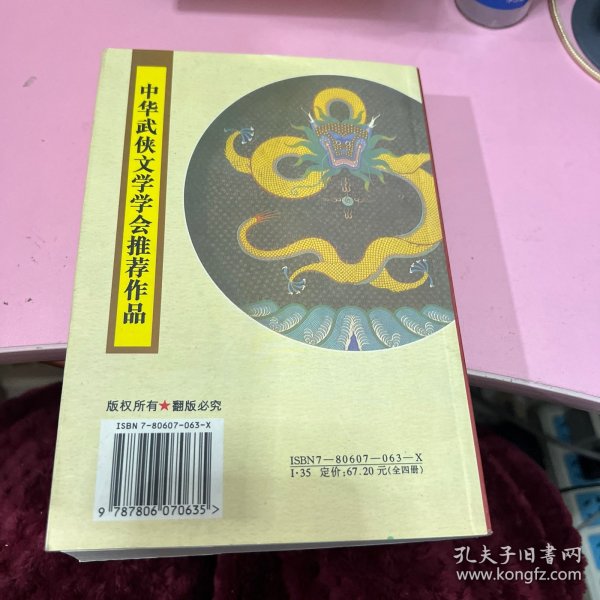 中华武侠文学学会推荐作品
版权所有★翻版必究
ISBN 7-80607-063-X
9 787806 070635 >
ISBN7—80607—063—X
I·35 定价:67.20元(全四册)
孔夫子旧书网
www.kongfz.com